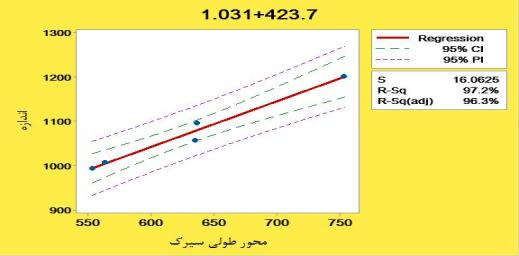 1.031+423.7
1300
1200
1100
1000
900
اندازه
550
600
650
700
750
محور طولی سیرک
Regression
95% CI
95% PI
S 16.0625
R-Sq 97.2%
R-Sq(adj) 96.3%